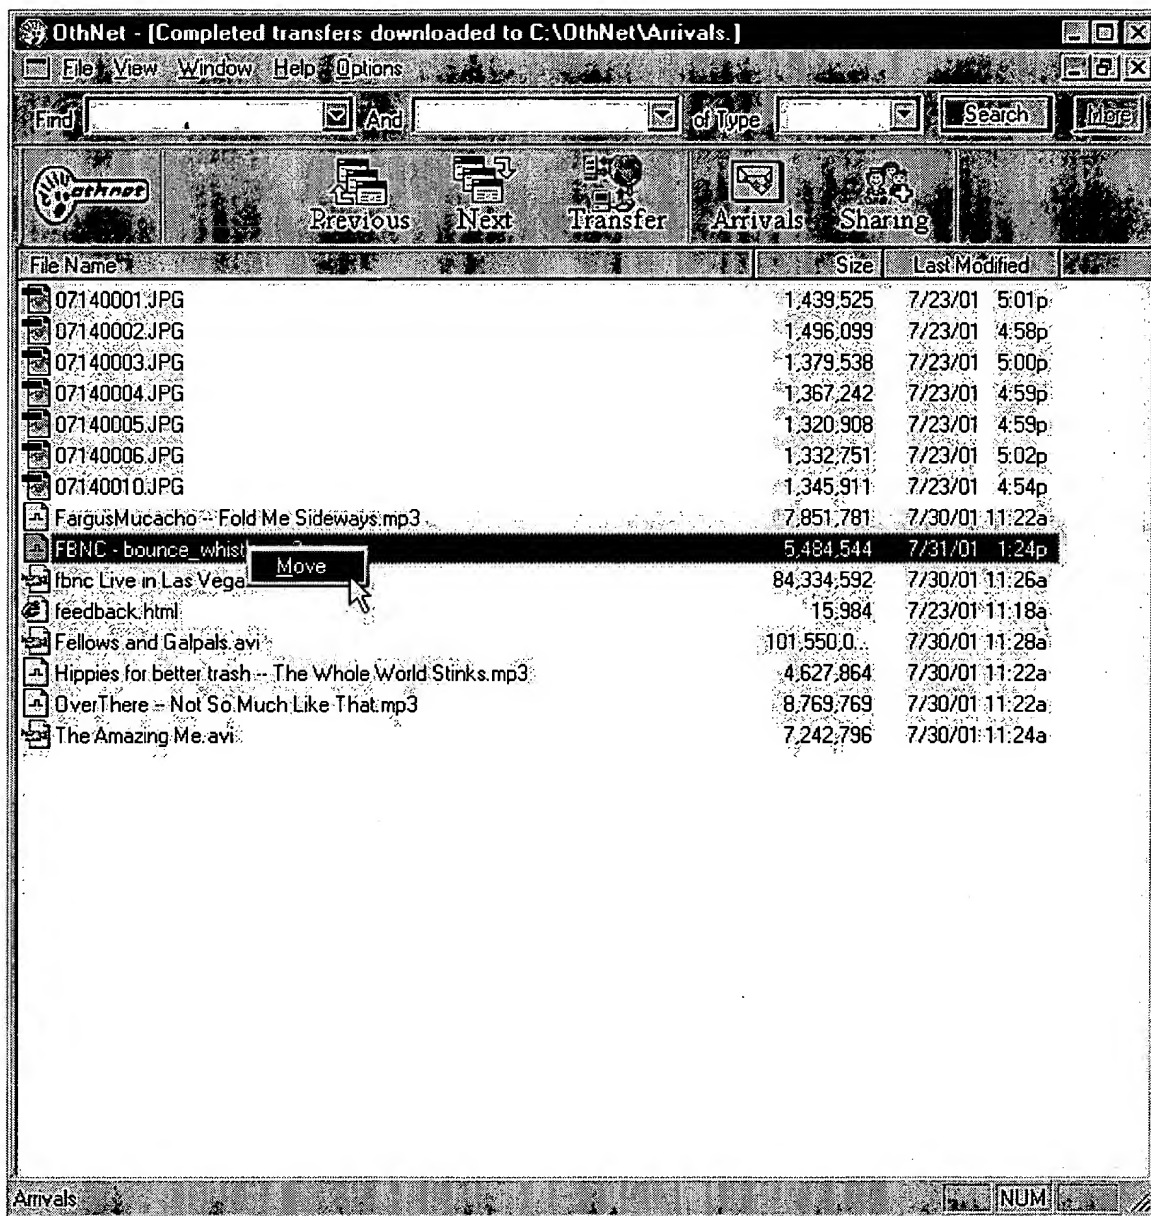 OthNet - [Completed transfers downloaded to C:\OthNet\Arrivals.]
File View Window Help Options
Find And of Type Search More
othnet Previous Next Transfer Arrivals Sharing
File Name Size Last Modified
07140001.JPG 1,439,525 7/23/01 5:01p
07140002.JPG 1,496,099 7/23/01 4:58p
07140003.JPG 1,379,538 7/23/01 5:00p
07140004.JPG 1,367,242 7/23/01 4:59p
07140005.JPG 1,320,908 7/23/01 4:59p
07140006.JPG 1,332,751 7/23/01 5:02p
07140010.JPG 1,345,911 7/23/01 4:54p
FargusMucacho -- Fold Me Sideways.mp3 7,851,781 7/30/01 11:22a
FBNC - bounce_whist 5,484,544 7/31/01 1:24p
Move
fbnc Live in Las Vega 84,334,592 7/30/01 11:26a
feedback.html 15,984 7/23/01 11:18a
Fellows and Galpals.avi 101,550,0... 7/30/01 11:28a
Hippies for better trash -- The Whole World Stinks.mp3 4,627,864 7/30/01 11:22a
OverThere -- Not So Much Like That.mp3 8,769,769 7/30/01 11:22a
The Amazing Me.avi 7,242,796 7/30/01 11:24a
Arrivals NUM